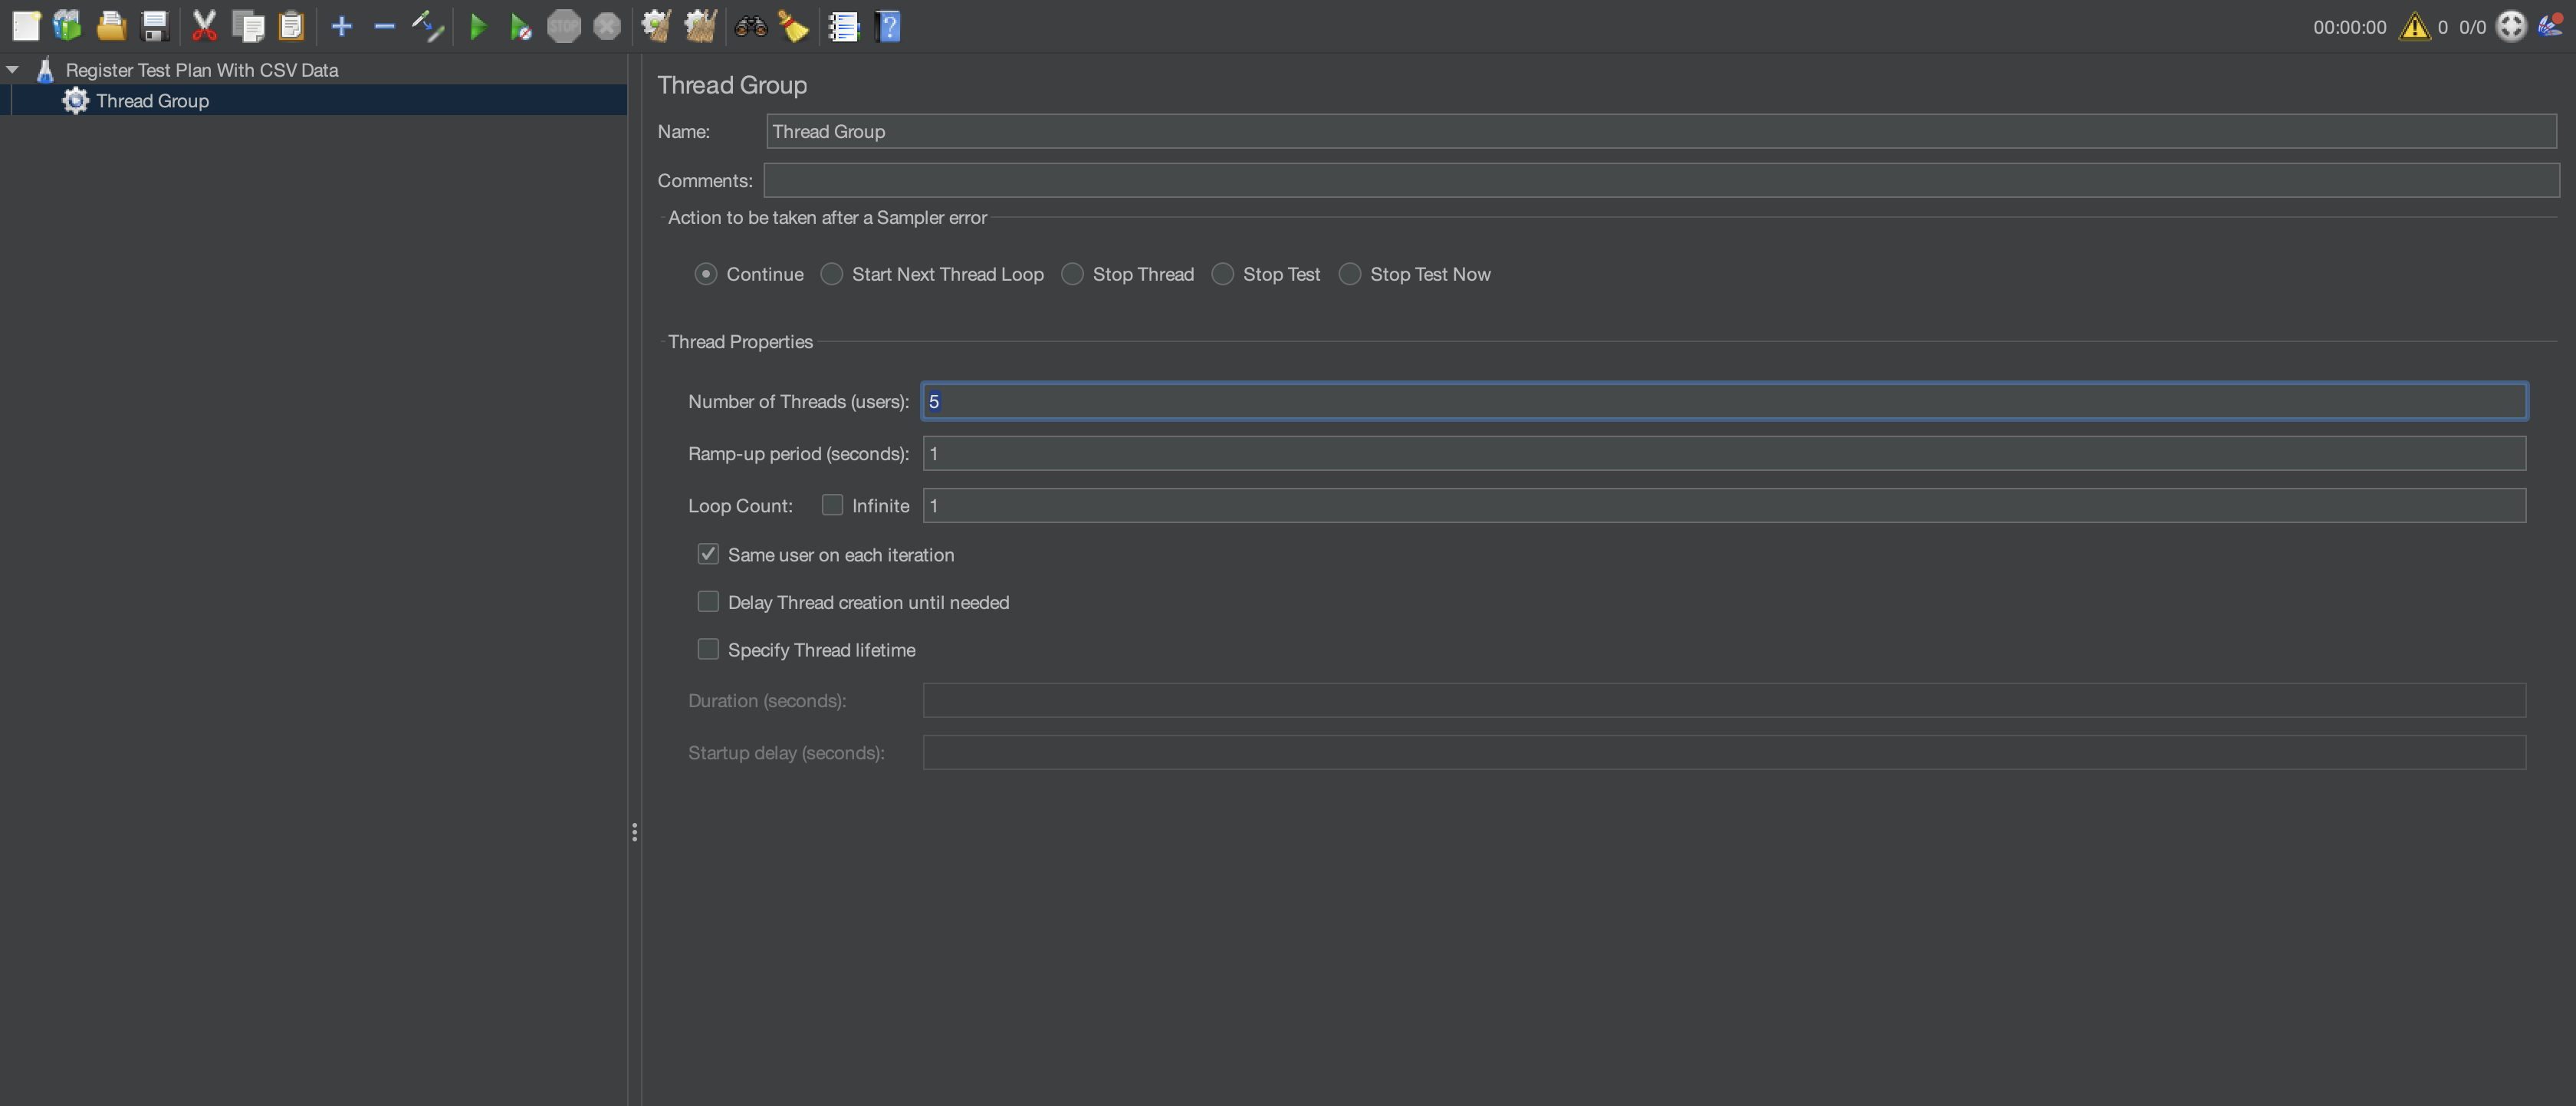 STOP
?
00:00:00
0
0/0
Register Test Plan With CSV Data
Thread Group
Thread Group
Name:
Thread Group
Comments:
Action to be taken after a Sampler error
Continue
Start Next Thread Loop
Stop Thread
Stop Test
Stop Test Now
Thread Properties
Number of Threads (users):
5
Ramp-up period (seconds):
1
Loop Count:
Infinite
1
Same user on each iteration
Delay Thread creation until needed
Specify Thread lifetime
Duration (seconds):
Startup delay (seconds):